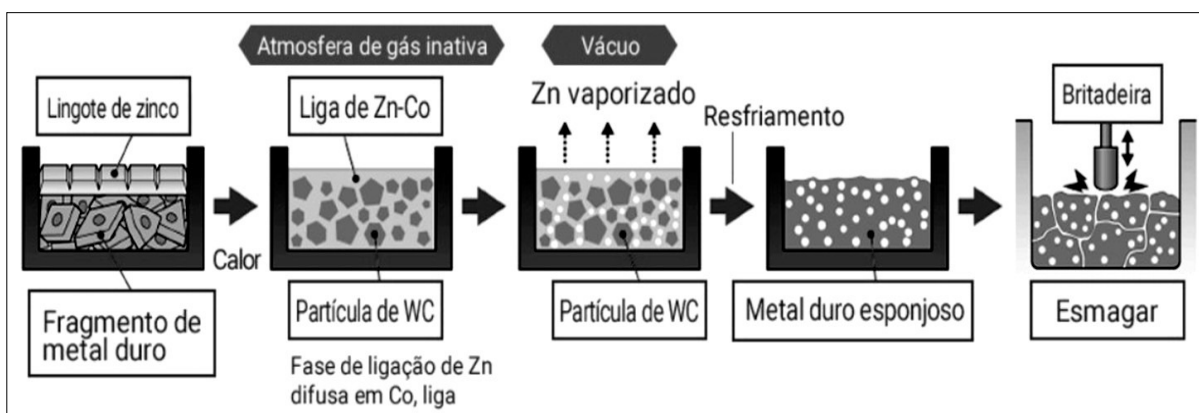 Atmosfera de gás inativa
Vácuo
Lingote de zinco
Liga de Zn-Co
Zn vaporizado
Resfriamento
Britadeira
Calor
Fragmento de
metal duro
Partícula de WC
Partícula de WC
Metal duro esponjoso
Esmagar
Fase de ligação de Zn
difusa em Co, liga